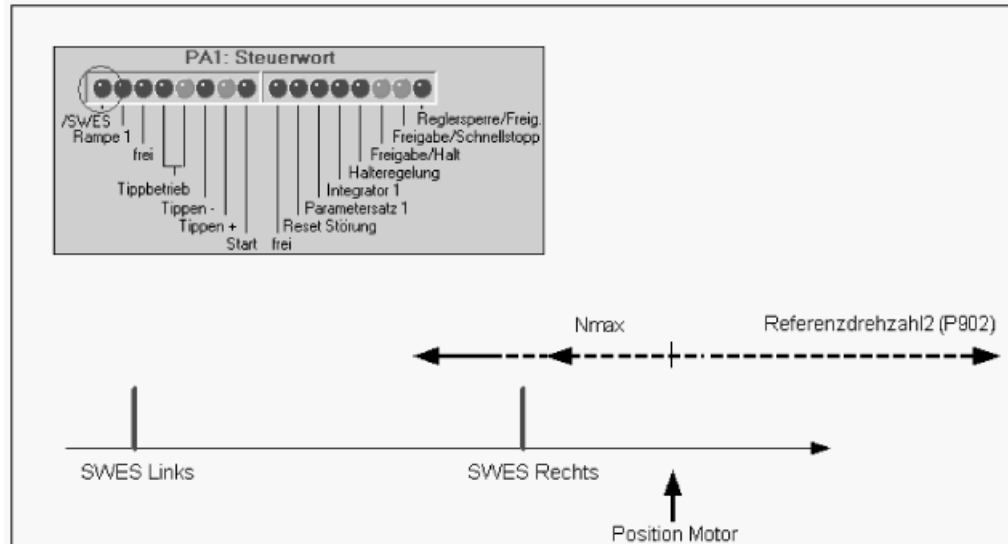 PA1: Steuerwort
/SWES
Rampe 1
frei
Tippbetrieb
Tippen -
Tippen +
Start
frei
Reset Störung
Parametersatz 1
Integrator 1
Halteregelung
Freigabe/Halt
Freigabe/Schnellstopp
Reglersperre/Freig.
Nmax
Referenzdrehzahl2 (P902)
SWES Links
SWES Rechts
Position Motor